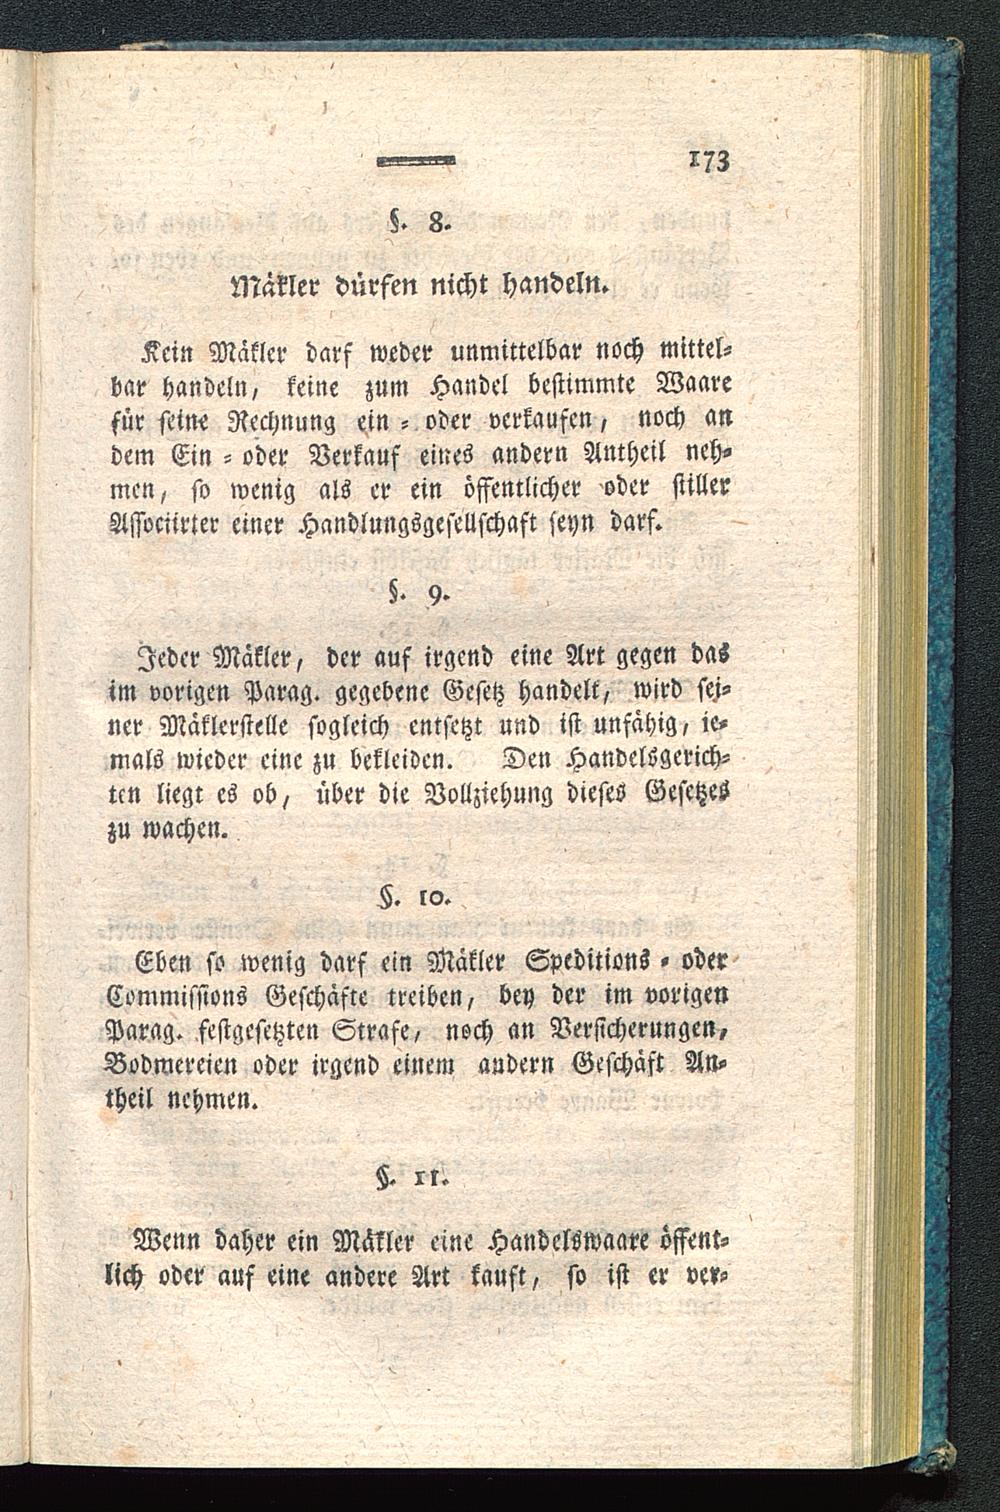 173
§. 8.
Mäkler dürfen nicht handeln.
Kein Mäkler darf weder unmittelbar noch mittel-
bar handeln, keine zum Handel bestimmte Waare
für seine Rechnung ein - oder verkaufen, noch an
dem Ein - oder Verkauf eines andern Antheil neh-
men, so wenig als er ein öffentlicher oder stiller
Associirter einer Handlungsgesellschaft seyn darf.
§. 9.
Jeder Mäkler, der auf irgend eine Art gegen das
im vorigen Parag. gegebene Gesetz handelt, wird sei-
ner Mäklerstelle sogleich entsetzt und ist unfähig, ie-
mals wieder eine zu bekleiden. Den Handelsgerich-
ten liegt es ob, über die Vollziehung dieses Gesetzes
zu wachen.
§. 10.
Eben so wenig darf ein Mäkler Speditions - oder
Commissions Geschäfte treiben, bey der im vorigen
Parag. festgesetzten Strafe, noch an Versicherungen,
Bodmereien oder irgend einem andern Geschäft An-
theil nehmen.
§. 11.
Wenn daher ein Mäkler eine Handelswaare öffent-
lich oder auf eine andere Art kauft, so ist er ver-